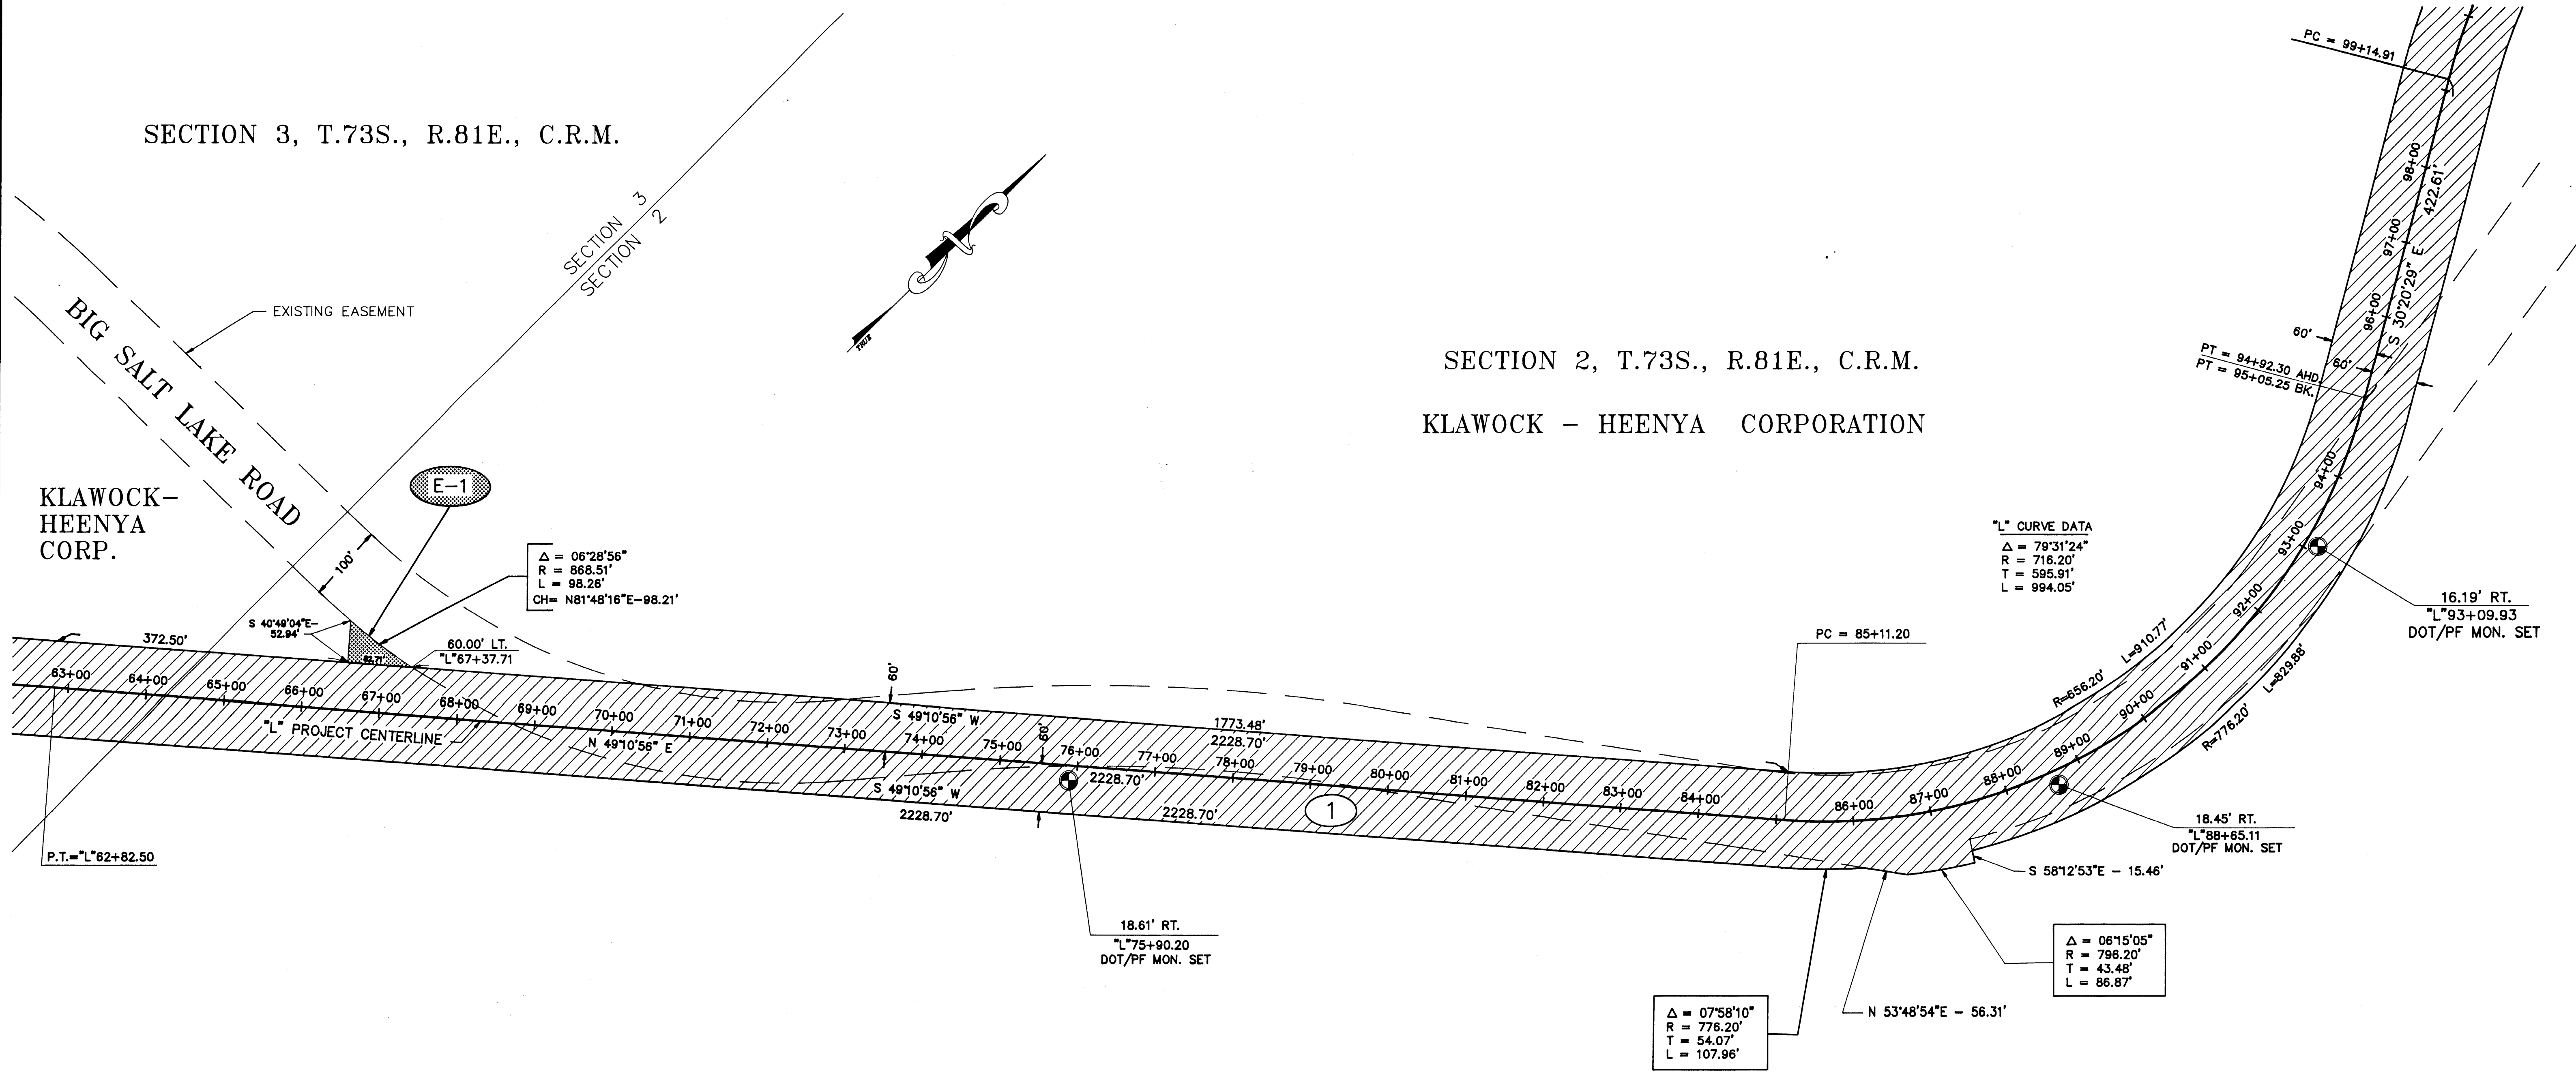 PC = 99+14.91
SECTION 3, T.73S., R.81E., C.R.M.
SECTION 3
SECTION 2
TRUE
N
EXISTING EASEMENT
BIG SALT LAKE ROAD
SECTION 2, T.73S., R.81E., C.R.M.
KLAWOCK - HEENYA CORPORATION
98+00
422.61'
97+00
S 30°20'29" E
96+00
60'
60'
PT = 94+92.30 AHD.
PT = 95+05.25 BK.
94+00
93+00
92+00
91+00
90+00
89+00
88+00
KLAWOCK-
HEENYA
CORP.
E-1
100'
Δ = 06°28'56"
R = 868.51'
L = 98.26'
CH= N81°48'16"E-98.21'
"L" CURVE DATA
Δ = 79°31'24"
R = 716.20'
T = 595.91'
L = 994.05'
16.19' RT.
"L"93+09.93
DOT/PF MON. SET
S 40°49'04"E-
52.94'
372.50'
60.00' LT.
"L"67+37.71
PC = 85+11.20
L=910.77'
R=656.20'
L=829.88'
R=776.20'
63+00
64+00
65+00
66+00
67+00
68+00
69+00
70+00
71+00
72+00
73+00
74+00
75+00
76+00
77+00
78+00
79+00
80+00
81+00
82+00
83+00
84+00
86+00
87+00
60'
S 49°10'56" W
1773.48'
2228.70'
60'
"L" PROJECT CENTERLINE
N 49°10'56" E
2228.70'
S 49°10'56" W
2228.70'
2228.70'
1
P.T.="L"62+82.50
18.45' RT.
"L"88+65.11
DOT/PF MON. SET
S 58°12'53"E - 15.46'
18.61' RT.
"L"75+90.20
DOT/PF MON. SET
Δ = 06°15'05"
R = 796.20'
T = 43.48'
L = 86.87'
N 53°48'54"E - 56.31'
Δ = 07°58'10"
R = 776.20'
T = 54.07'
L = 107.96'